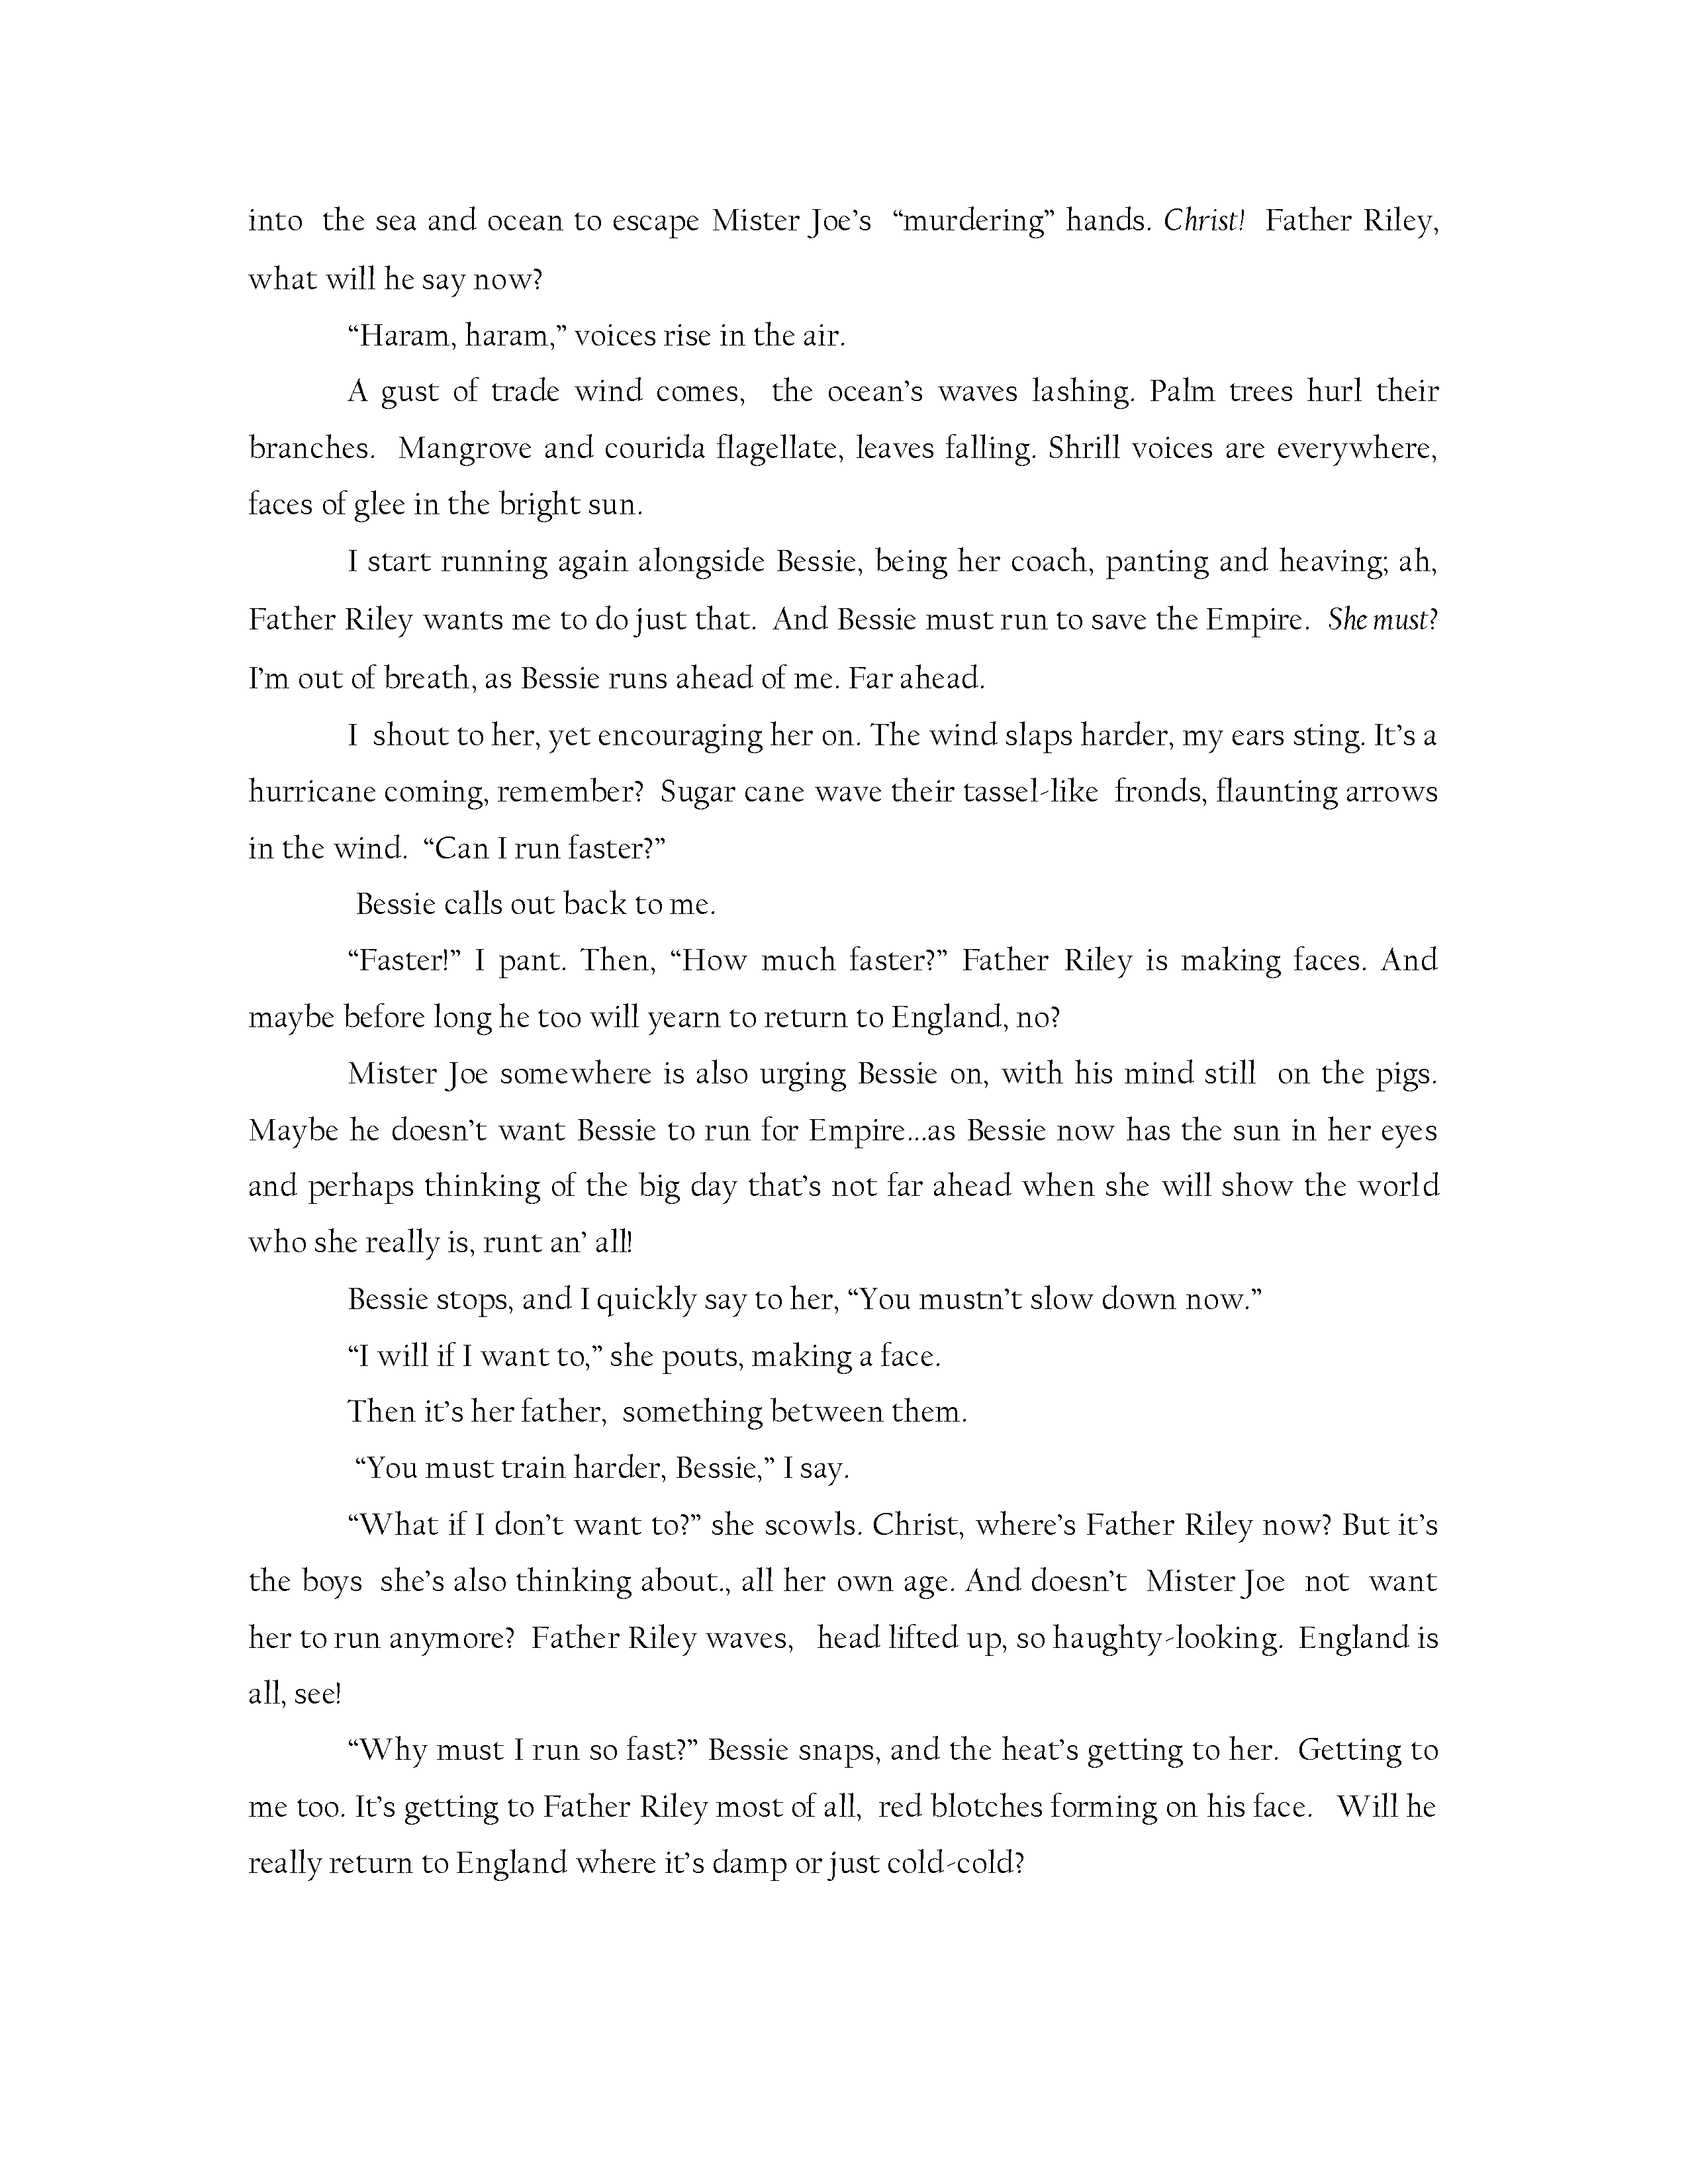 into the sea and ocean to escape Mister Joe’s “murdering” hands. Christ! Father Riley,
what will he say now?
“Haram, haram,” voices rise in the air.
A gust of trade wind comes, the ocean’s waves lashing. Palm trees hurl their
branches. Mangrove and courida flagellate, leaves falling. Shrill voices are everywhere,
faces of glee in the bright sun.
I start running again alongside Bessie, being her coach, panting and heaving; ah,
Father Riley wants me to do just that. And Bessie must run to save the Empire. She must?
I’m out of breath, as Bessie runs ahead of me. Far ahead.
I shout to her, yet encouraging her on. The wind slaps harder, my ears sting. It’s a
hurricane coming, remember? Sugar cane wave their tassel-like fronds, flaunting arrows
in the wind. “Can I run faster?”
Bessie calls out back to me.
“Faster!” I pant. Then, “How much faster?” Father Riley is making faces. And
maybe before long he too will yearn to return to England, no?
Mister Joe somewhere is also urging Bessie on, with his mind still on the pigs.
Maybe he doesn’t want Bessie to run for Empire...as Bessie now has the sun in her eyes
and perhaps thinking of the big day that’s not far ahead when she will show the world
who she really is, runt an’ all!
Bessie stops, and I quickly say to her, “You mustn’t slow down now.”
“I will if I want to,” she pouts, making a face.
Then it’s her father, something between them.
“You must train harder, Bessie,” I say.
“What if I don’t want to?” she scowls. Christ, where’s Father Riley now? But it’s
the boys she’s also thinking about., all her own age. And doesn’t Mister Joe not want
her to run anymore? Father Riley waves, head lifted up, so haughty-looking. England is
all, see!
“Why must I run so fast?” Bessie snaps, and the heat’s getting to her. Getting to
me too. It’s getting to Father Riley most of all, red blotches forming on his face. Will he
really return to England where it’s damp or just cold-cold?